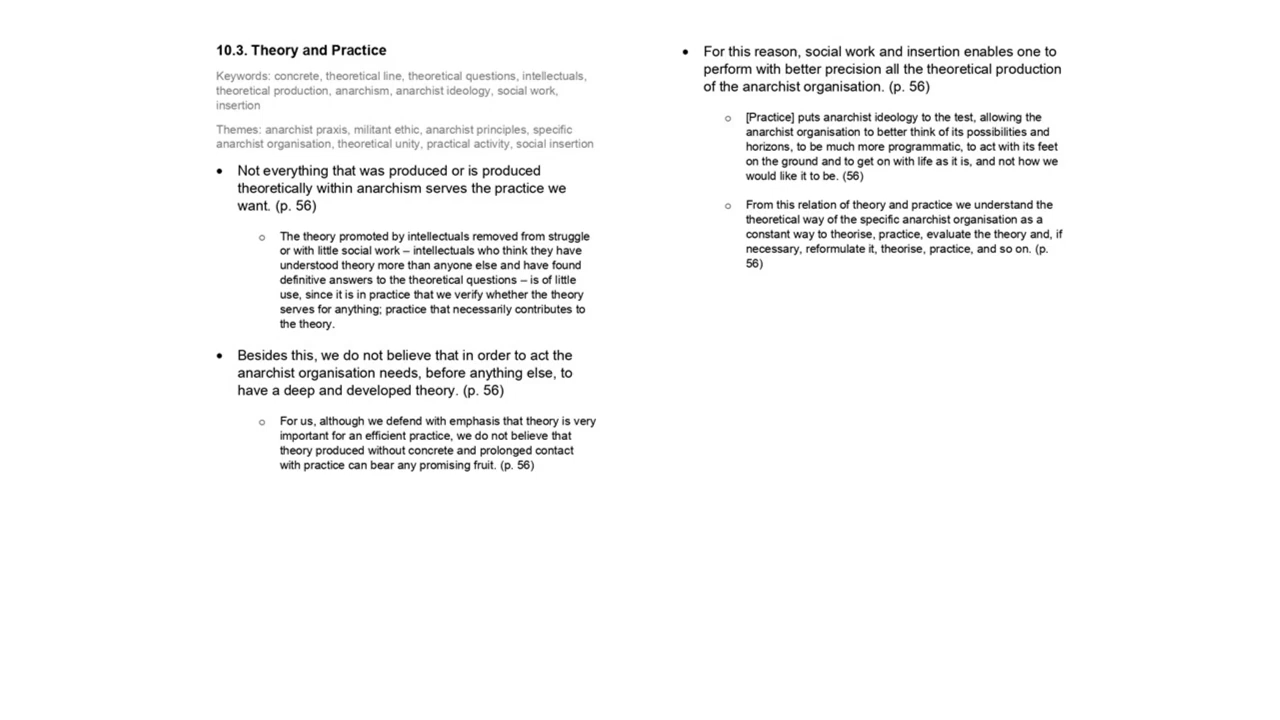 10.3. Theory and Practice
Keywords: concrete, theoretical line, theoretical questions, intellectuals,
theoretical production, anarchism, anarchist ideology, social work,
insertion
Themes: anarchist praxis, militant ethic, anarchist principles, specific
anarchist organisation, theoretical unity, practical activity, social insertion
• Not everything that was produced or is produced
theoretically within anarchism serves the practice we
want. (p. 56)
o The theory promoted by intellectuals removed from struggle
or with little social work – intellectuals who think they have
understood theory more than anyone else and have found
definitive answers to the theoretical questions – is of little
use, since it is in practice that we verify whether the theory
serves for anything; practice that necessarily contributes to
the theory.
• Besides this, we do not believe that in order to act the
anarchist organisation needs, before anything else, to
have a deep and developed theory. (p. 56)
o For us, although we defend with emphasis that theory is very
important for an efficient practice, we do not believe that
theory produced without concrete and prolonged contact
with practice can bear any promising fruit. (p. 56)
• For this reason, social work and insertion enables one to
perform with better precision all the theoretical production
of the anarchist organisation. (p. 56)
o [Practice] puts anarchist ideology to the test, allowing the
anarchist organisation to better think of its possibilities and
horizons, to be much more programmatic, to act with its feet
on the ground and to get on with life as it is, and not how we
would like it to be. (56)
o From this relation of theory and practice we understand the
theoretical way of the specific anarchist organisation as a
constant way to theorise, practice, evaluate the theory and, if
necessary, reformulate it, theorise, practice, and so on. (p.
56)